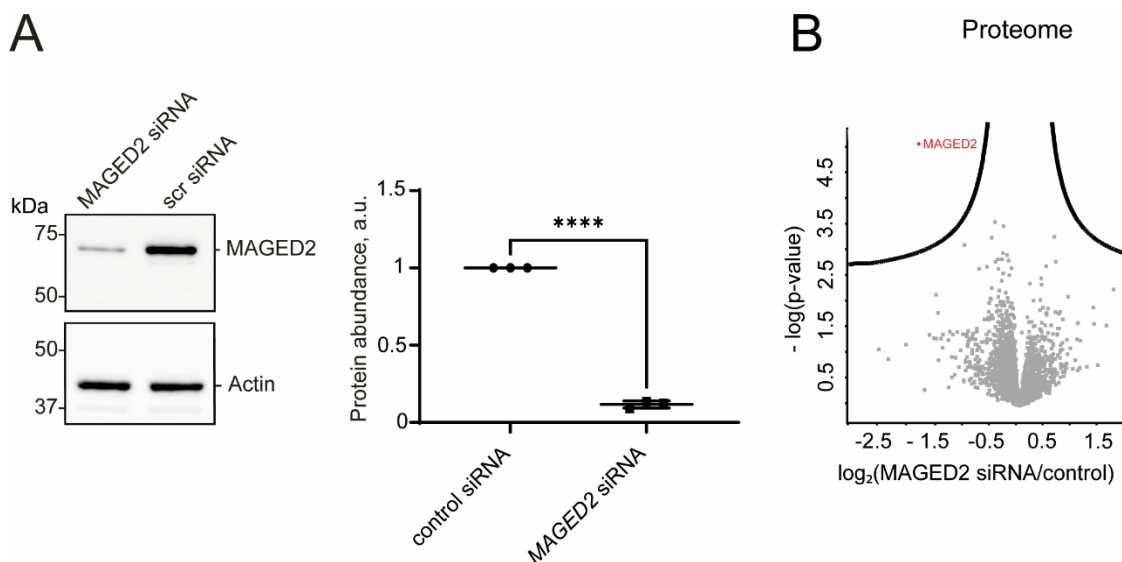 A
MAGED2 siRNA
scr siRNA
kDa
75
MAGED2
50
50
Actin
37
Protein abundance, a.u.
1.5
1
0.5
0
****
control siRNA
MAGED2 siRNA
B
Proteome
MAGED2
- log(p-value)
4.5
3.5
2.5
1.5
0.5
-2.5 - 1.5 -0.5 0.5 1.5
log₂(MAGED2 siRNA/control)